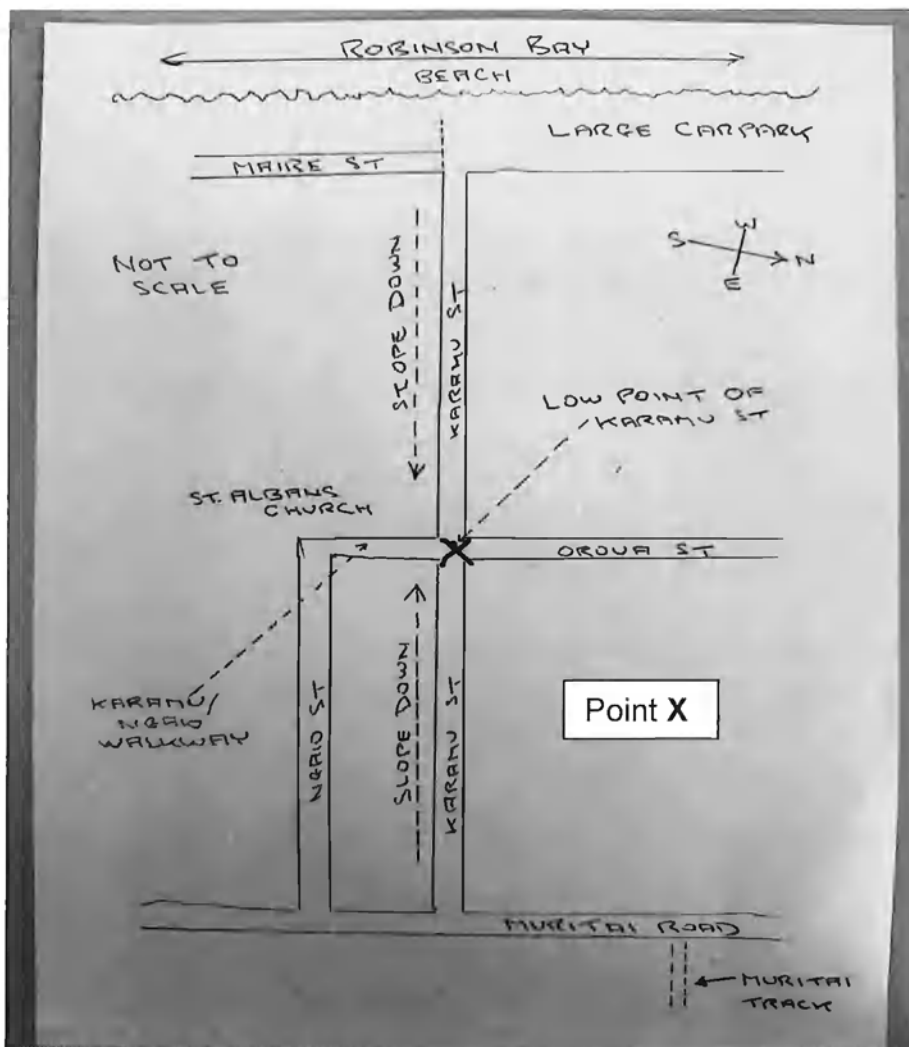 ROBINSON BAY
BEACH
LARGE CARPARK
MAIRE ST
S W N E
NOT TO
SCALE
SLOPE DOWN
KARAMU ST
LOW POINT OF
KARAMU ST
ST. ALBANS
CHURCH
X
OROUA ST
KARAMU/
NGAIO
WALKWAY
NGAIO ST
SLOPE DOWN
KARAMU ST
Point X
MURITAI ROAD
MURITAI
TRACK